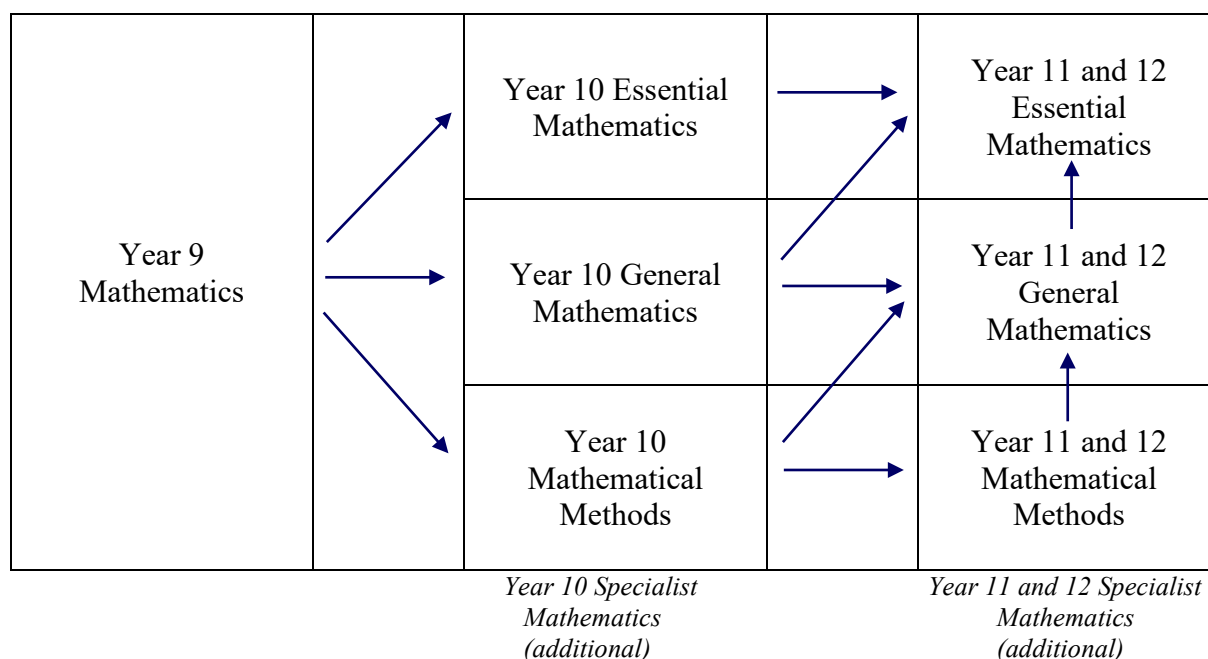 Year 9
Mathematics
Year 10 Essential
Mathematics
Year 11 and 12
Essential
Mathematics
Year 10 General
Mathematics
Year 11 and 12
General
Mathematics
Year 10
Mathematical
Methods
Year 11 and 12
Mathematical
Methods
Year 10 Specialist
Mathematics
(additional)
Year 11 and 12 Specialist
Mathematics
(additional)